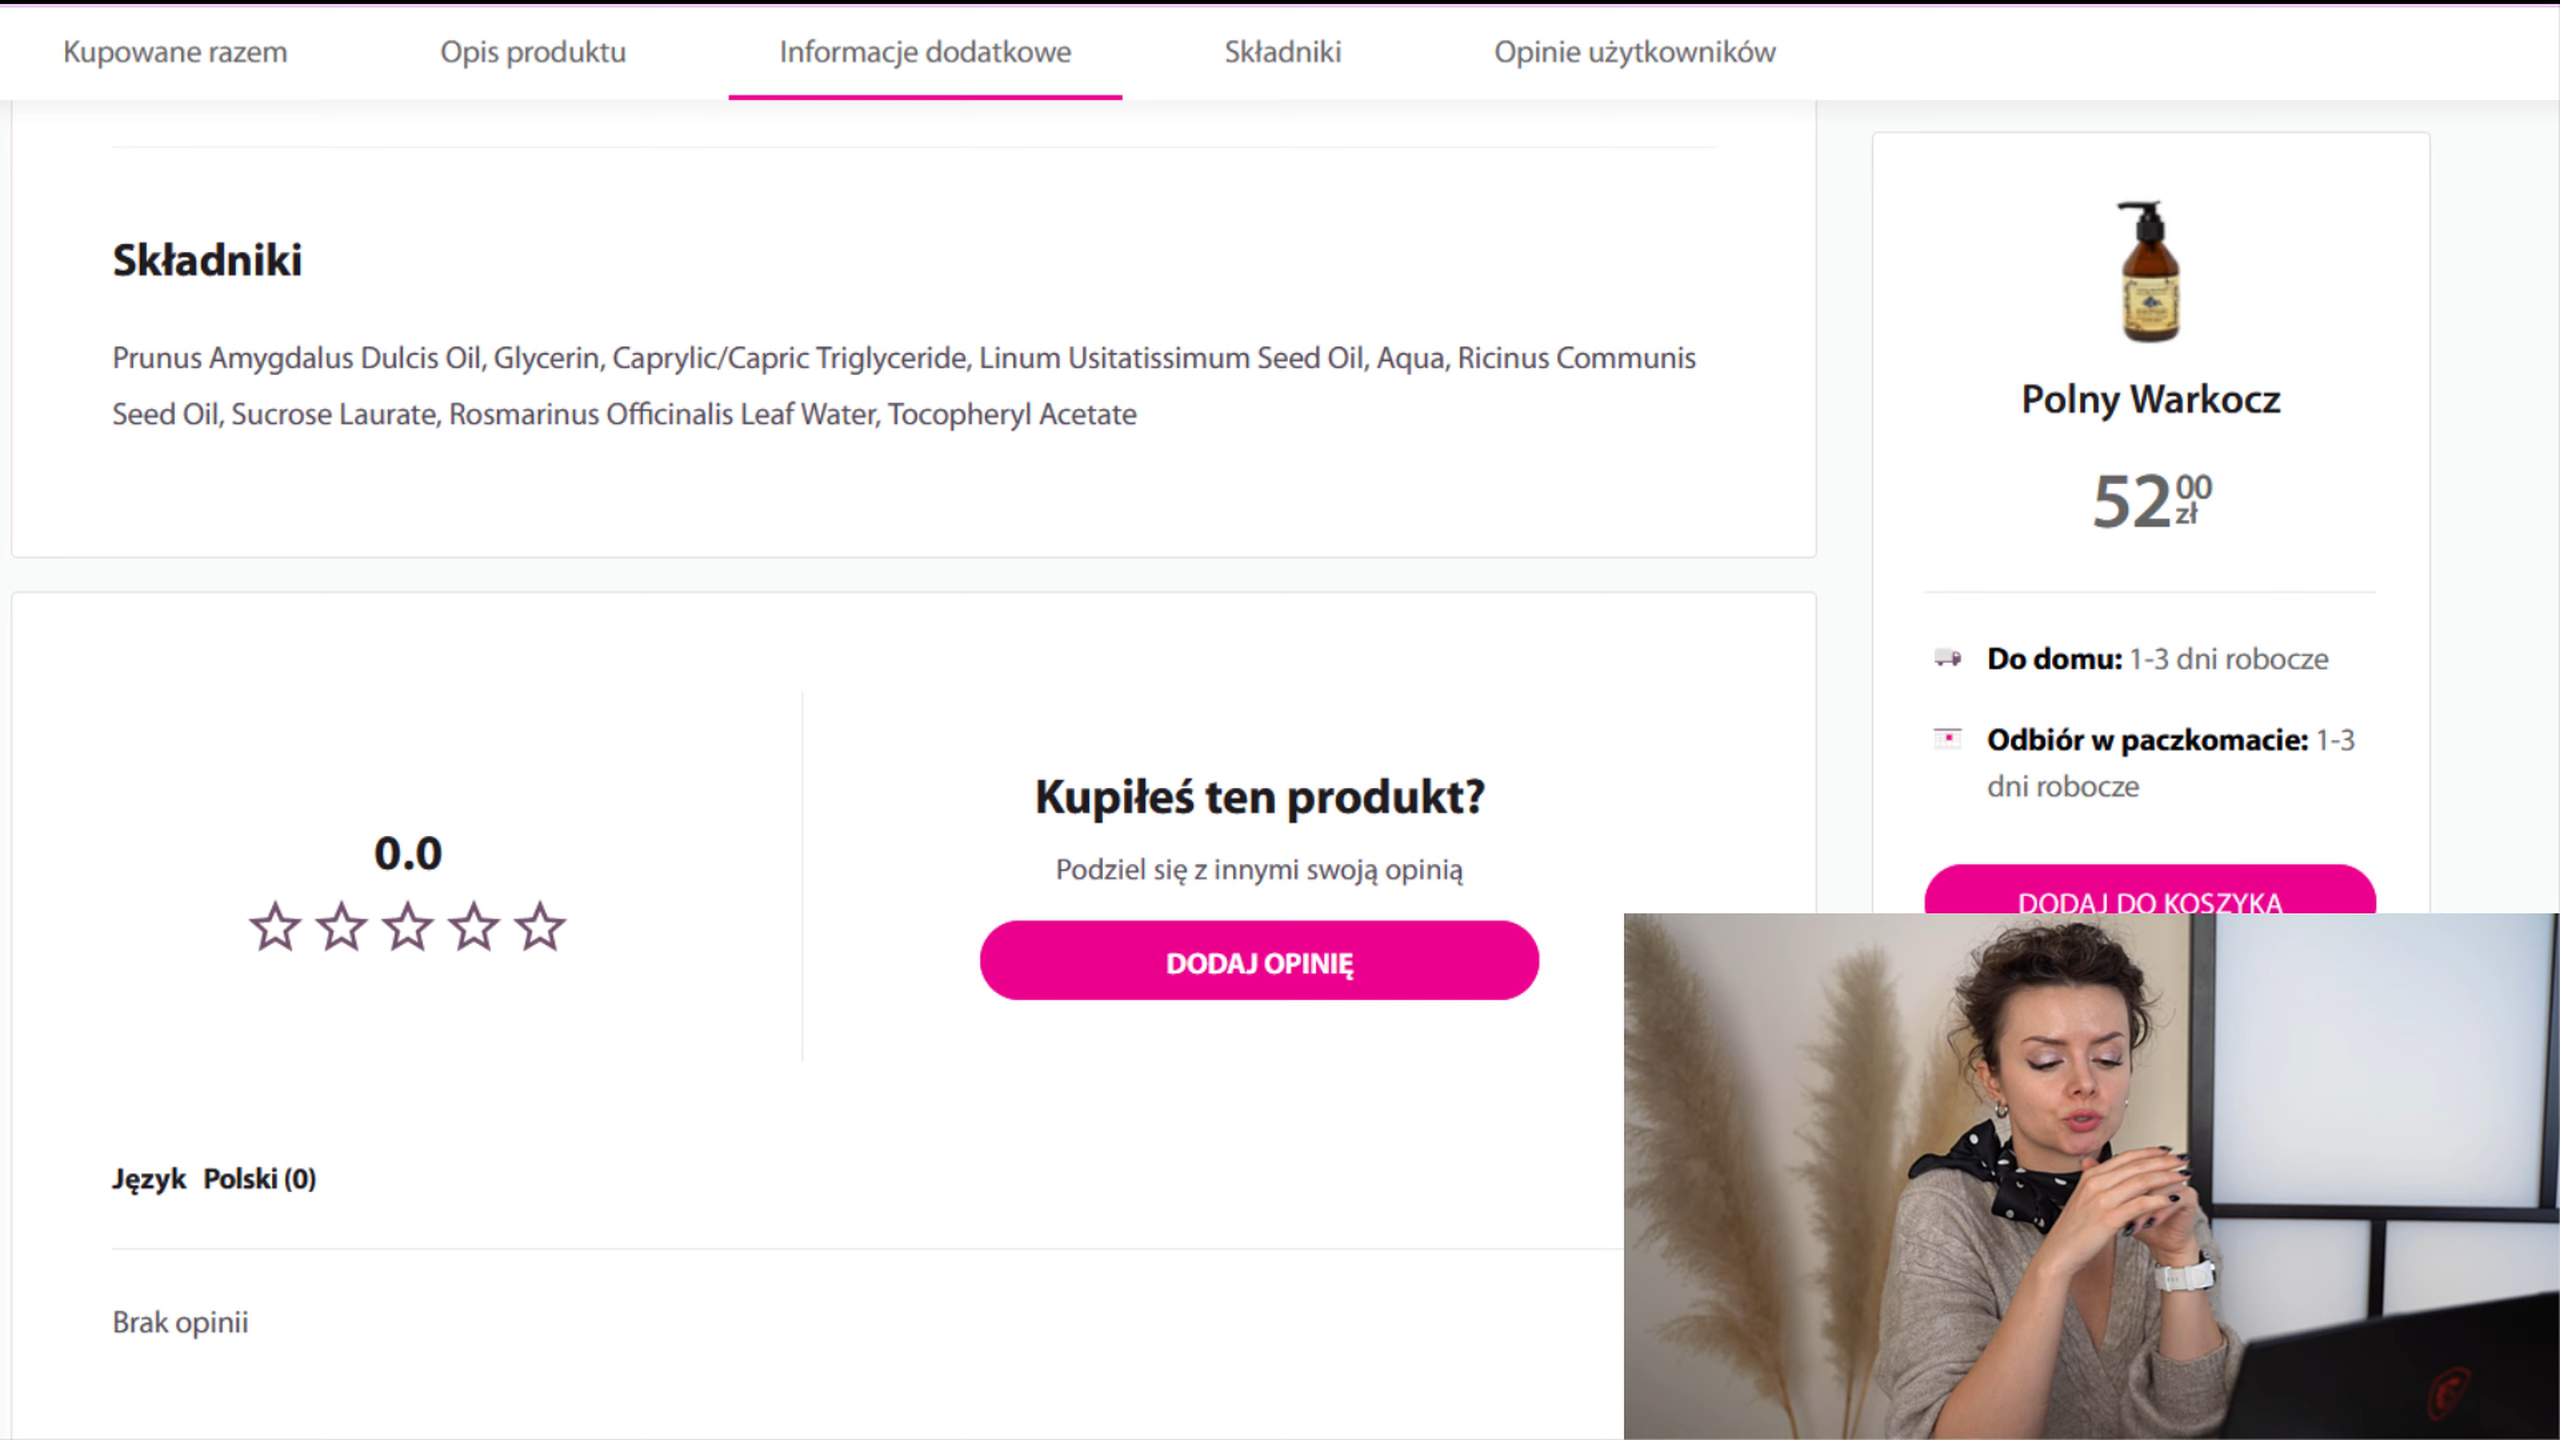 Kupowane razem
Opis produktu
Informacje dodatkowe
Składniki
Opinie użytkowników
Składniki
Prunus Amygdalus Dulcis Oil, Glycerin, Caprylic/Capric Triglyceride, Linum Usitatissimum Seed Oil, Aqua, Ricinus Communis
Seed Oil, Sucrose Laurate, Rosmarinus Officinalis Leaf Water, Tocopheryl Acetate
0.0
Kupiłeś ten produkt?
Podziel się z innymi swoją opinią
DODAJ OPINIĘ
Język Polski (0)
Brak opinii
Polny Warkocz
52 00 zł
Do domu: 1-3 dni robocze
Odbiór w paczkomacie: 1-3
dni robocze
DODAJ DO KOSZYKA